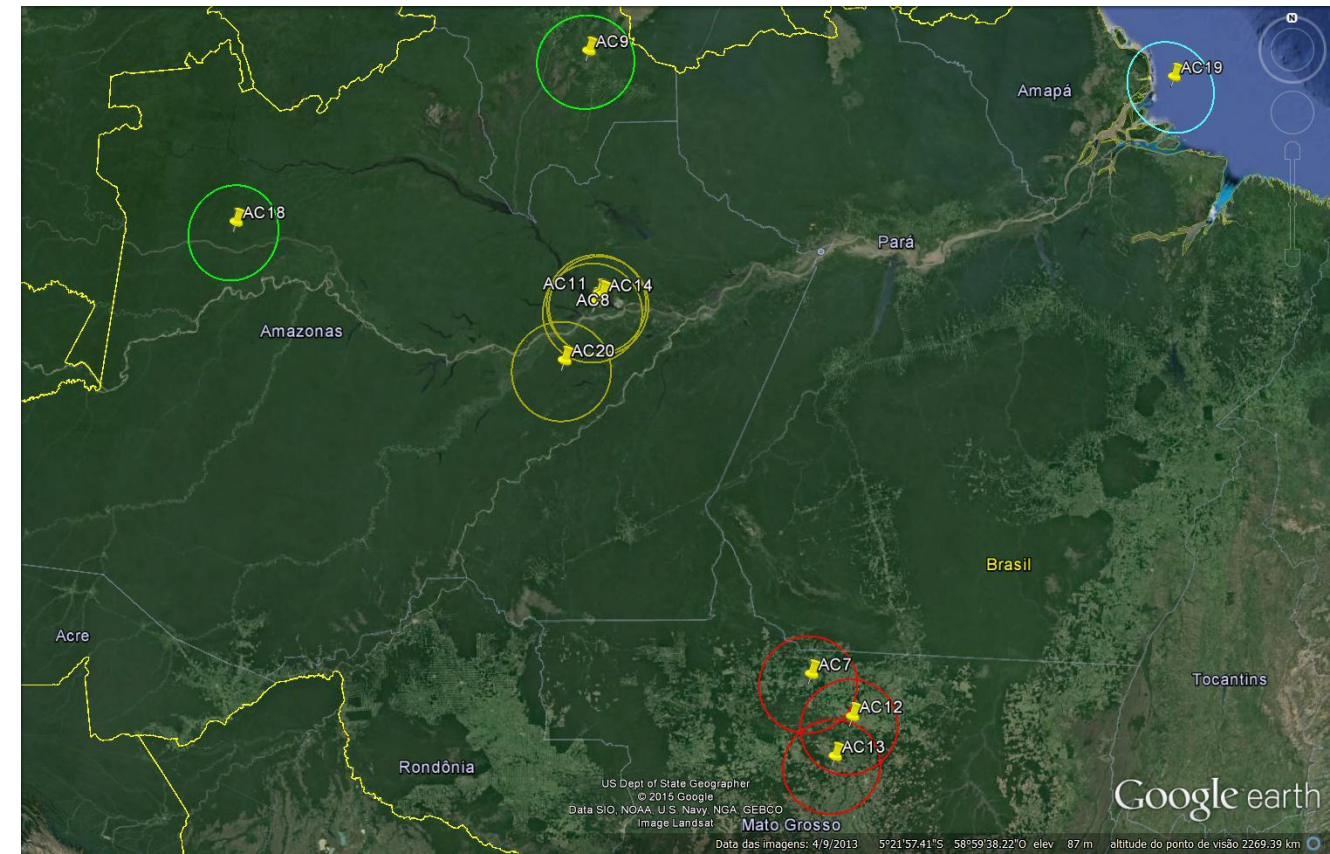 N
AC9
AC19
Amapá
AC18
Pará
AC11
AC14
AC8
Amazonas
AC20
Brasil
Acre
AC7
Tocantins
AC12
AC13
Rondônia
US Dept of State Geographer
© 2015 Google
Data SIO, NOAA, U.S. Navy, NGA, GEBCO
Image Landsat
Mato Grosso
Google earth
Data das imagens: 4/9/2013 5°21'57.41"S 58°59'38.22"O elev 87 m altitude do ponto de visão 2269.39 km